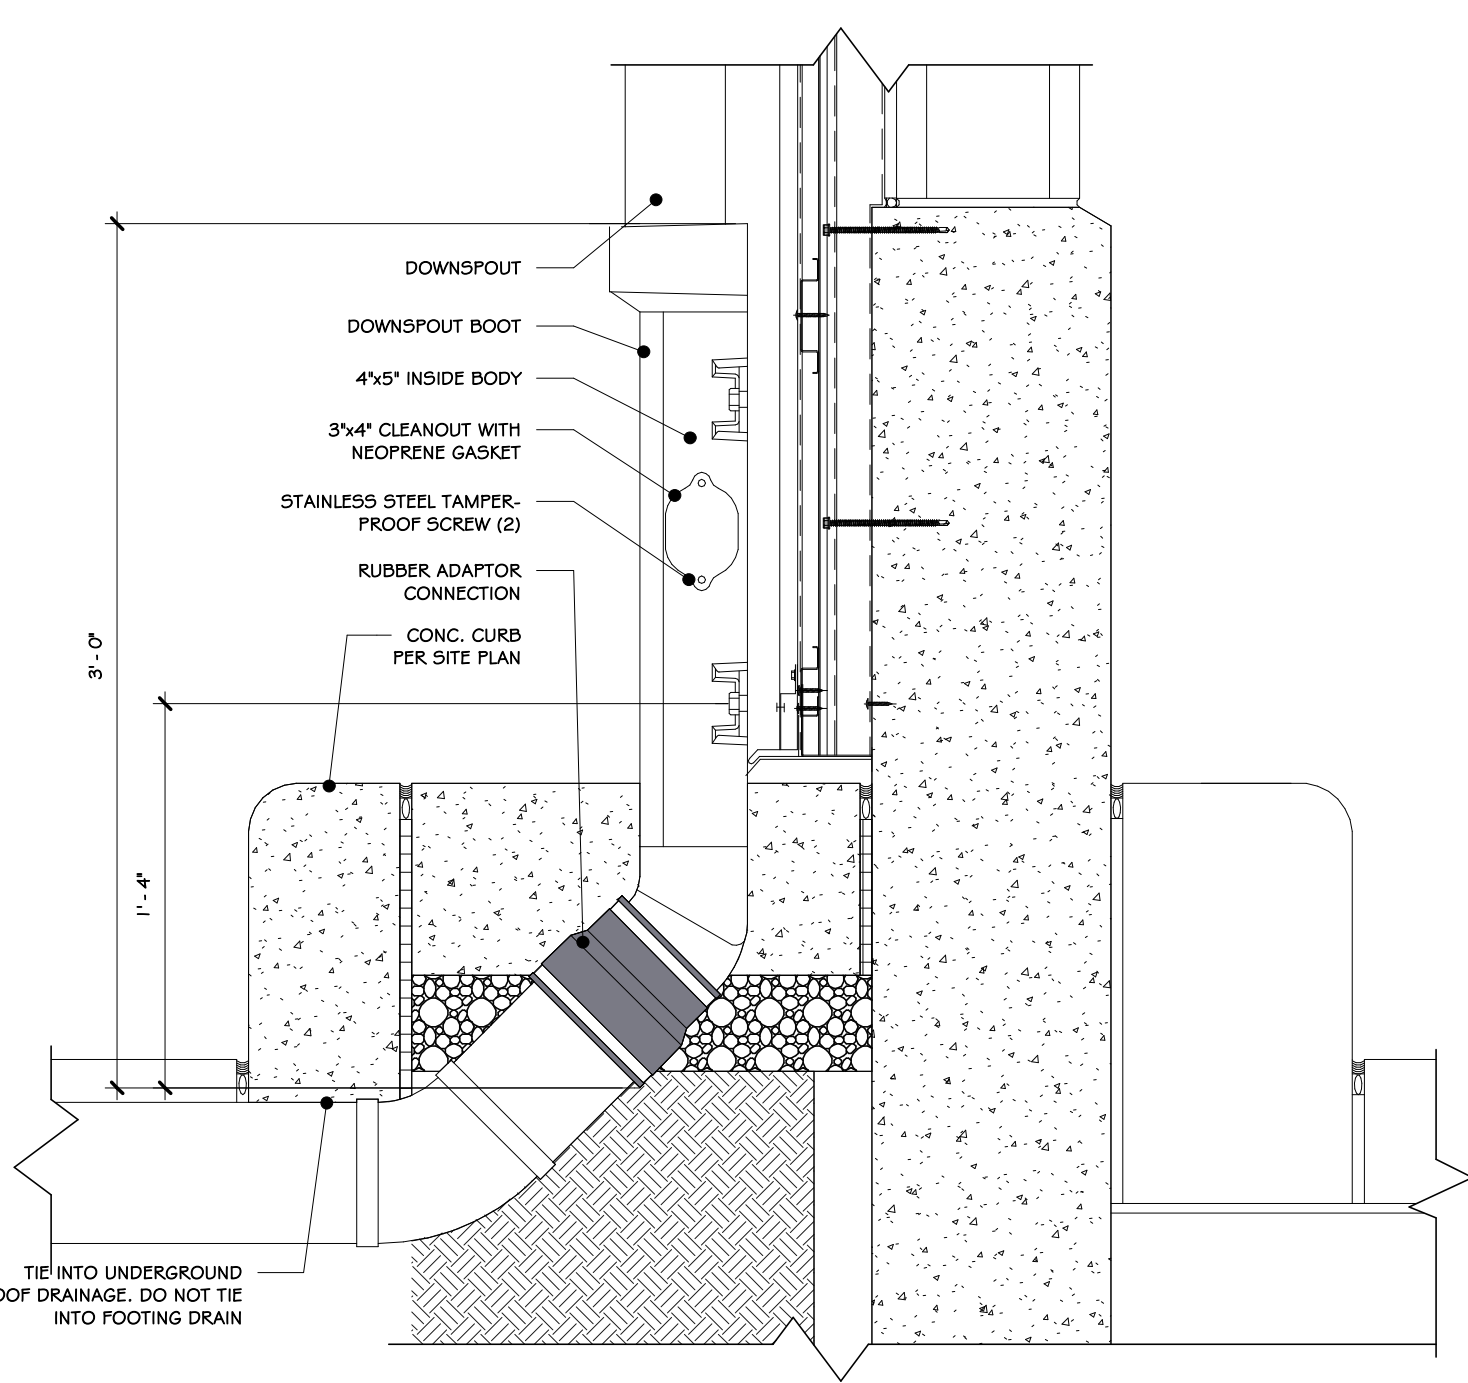 DOWNSPOUT
DOWNSPOUT BOOT
4"x5" INSIDE BODY
3"x4" CLEANOUT WITH
NEOPRENE GASKET
STAINLESS STEEL TAMPER-
PROOF SCREW (2)
RUBBER ADAPTOR
CONNECTION
CONC. CURB
PER SITE PLAN
3' - 0"
1' - 4"
TIE INTO UNDERGROUND
OOF DRAINAGE. DO NOT TIE
INTO FOOTING DRAIN